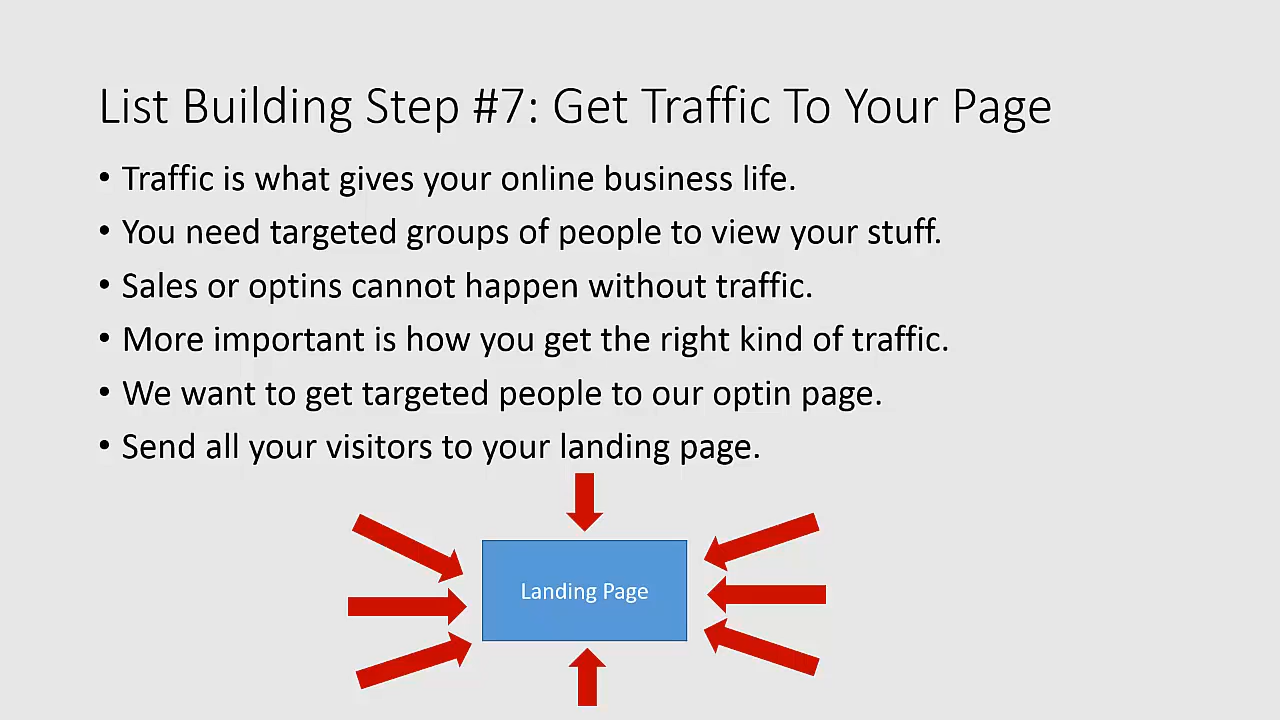 List Building Step #7: Get Traffic To Your Page
• Traffic is what gives your online business life.
• You need targeted groups of people to view your stuff.
• Sales or optins cannot happen without traffic.
• More important is how you get the right kind of traffic.
• We want to get targeted people to our optin page.
• Send all your visitors to your landing page.
Landing Page